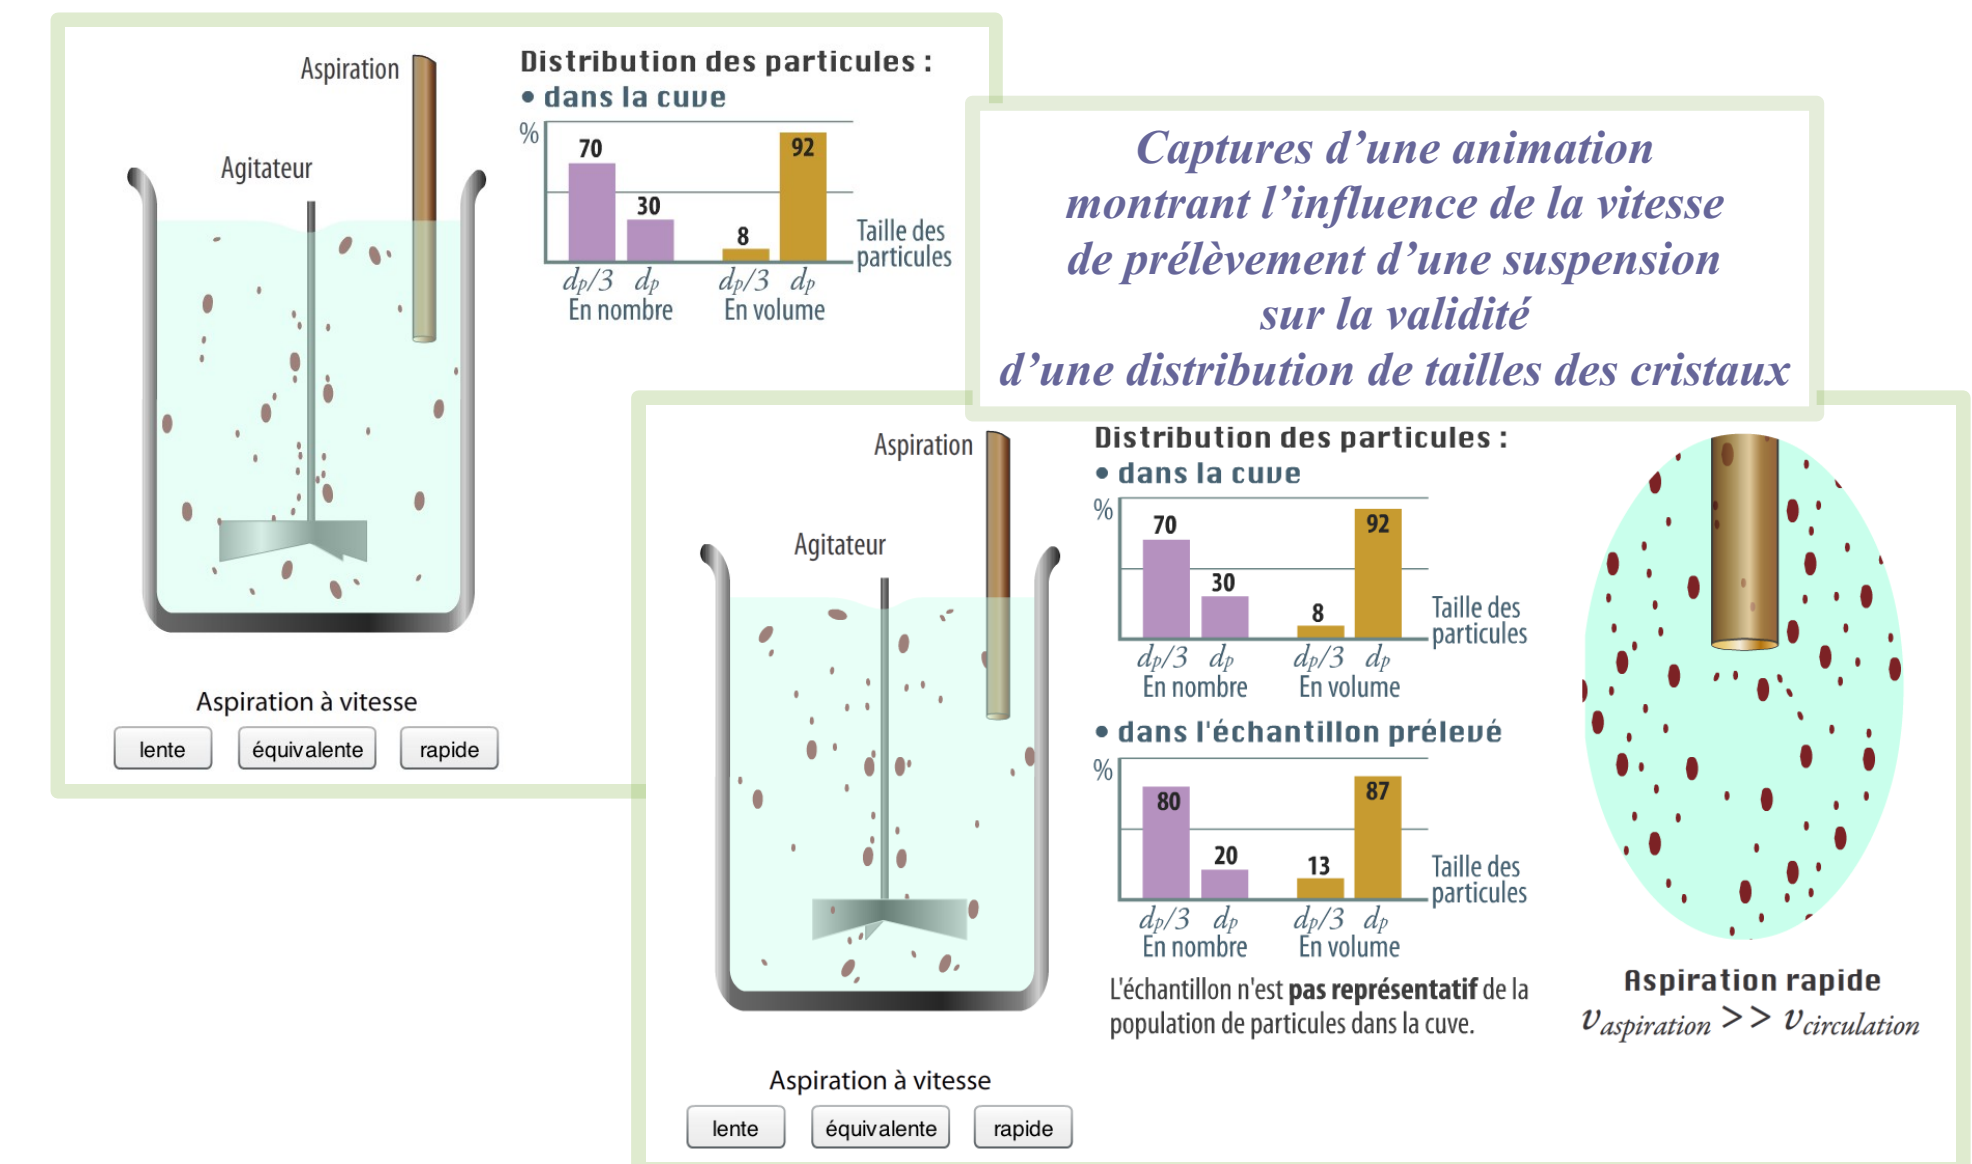 Aspiration
Agitateur
Distribution des particules :
• dans la cuve
%
70
30
8
92
Taille des
particules
dp/3 dp dp/3 dp
En nombre En volume
Aspiration à vitesse
lente équivalente rapide
Captures d’une animation
montrant l’influence de la vitesse
de prélèvement d’une suspension
sur la validité
d’une distribution de tailles des cristaux
Aspiration
Agitateur
Distribution des particules :
• dans la cuve
%
70
30
8
92
Taille des
particules
dp/3 dp dp/3 dp
En nombre En volume
• dans l'échantillon prélevé
%
80
20
13
87
Taille des
particules
dp/3 dp dp/3 dp
En nombre En volume
L'échantillon n'est pas représentatif de la
population de particules dans la cuve.
Aspiration rapide
vaspiration >> vcirculation
Aspiration à vitesse
lente équivalente rapide